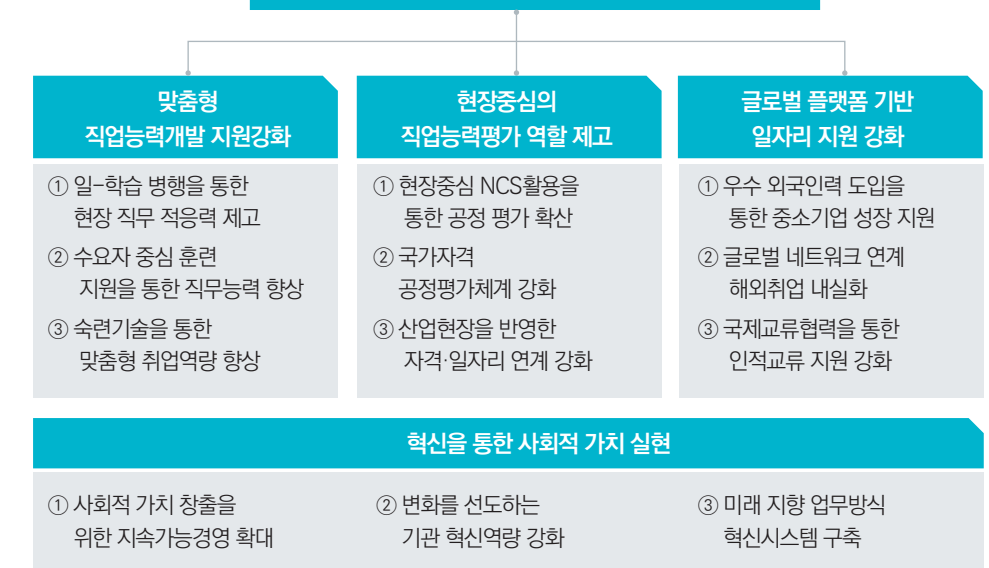 맞춤형
직업능력개발 지원강화
① 일-학습 병행을 통한
현장 직무 적응력 제고
② 수요자 중심 훈련
지원을 통한 직무능력 향상
③ 숙련기술을 통한
맞춤형 취업역량 향상
현장중심의
직업능력평가 역할 제고
① 현장중심 NCS활용을
통한 공정 평가 확산
② 국가자격
공정평가체계 강화
③ 산업현장을 반영한
자격·일자리 연계 강화
글로벌 플랫폼 기반
일자리 지원 강화
① 우수 외국인력 도입을
통한 중소기업 성장 지원
② 글로벌 네트워크 연계
해외취업 내실화
③ 국제교류협력을 통한
인적교류 지원 강화
혁신을 통한 사회적 가치 실현
① 사회적 가치 창출을
위한 지속가능경영 확대
② 변화를 선도하는
기관 혁신역량 강화
③ 미래 지향 업무방식
혁신시스템 구축